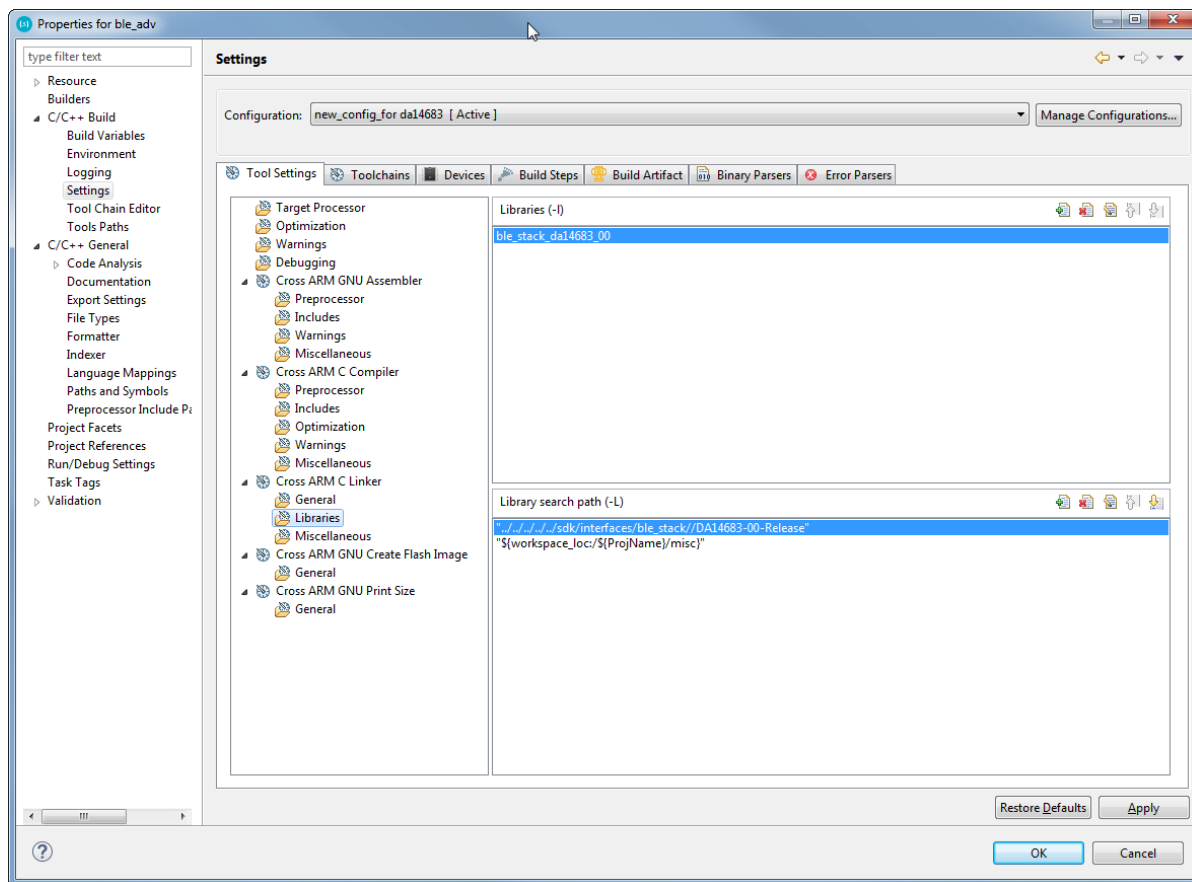 Properties for ble_adv
type filter text
Resource
Builders
C/C++ Build
Build Variables
Environment
Logging
Settings
Tool Chain Editor
Tools Paths
C/C++ General
Code Analysis
Documentation
Export Settings
File Types
Formatter
Indexer
Language Mappings
Paths and Symbols
Preprocessor Include Pa
Project Facets
Project References
Run/Debug Settings
Task Tags
Validation
Settings
Configuration: new_config_for da14683 [ Active ] Manage Configurations...
Tool Settings Toolchains Devices Build Steps Build Artifact Binary Parsers Error Parsers
Target Processor
Optimization
Warnings
Debugging
Cross ARM GNU Assembler
Preprocessor
Includes
Warnings
Miscellaneous
Cross ARM C Compiler
Preprocessor
Includes
Optimization
Warnings
Miscellaneous
Cross ARM C Linker
General
Libraries
Miscellaneous
Cross ARM GNU Create Flash Image
General
Cross ARM GNU Print Size
General
Libraries (-l)
ble_stack_da14683_00
Library search path (-L)
"../../../../../sdk/interfaces/ble_stack//DA14683-00-Release"
"${workspace_loc:/${ProjName}/misc}"
Restore Defaults Apply
OK Cancel